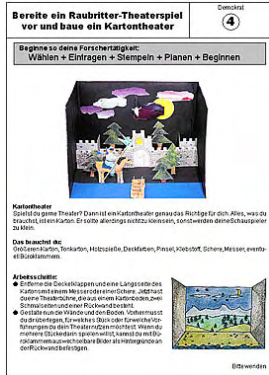 Demokrat
4
Bereite ein Raubritter-Theaterspiel
vor und baue ein Kartontheater
Beginne so deine Forschertätigkeit:
Wählen + Eintragen + Stempeln + Planen + Beginnen
Kartontheater
Spielst du gerne Theater? Dann ist ein Kartontheater genau das Richtige für dich. Alles, was du
brauchst, ist ein Karton. Er sollte allerdings nicht zu klein sein, sonst werden deine Schauspieler
zu klein.
Das brauchst du:
Größeren Karton, Tonkarton, Holzspieße, Deckfarben, Pinsel, Klebstoff, Schere, Messer, eventu-
ell Büroklammern.
Arbeitsschritte:
● Entferne die Deckelklappen und eine Längsseite des
Kartons mit einem Messer oder einer Schere. Jetzt hast
du eine Theaterbühne, die aus einem Kartonboden, zwei
Schmalseiten und einer Rückwand besteht.
● Gestalte nun die Wände und den Boden. Vorher musst
du dir überlegen, für welches Stück oder für welche Vor-
führungen du dein Theater nutzen möchtest. Wenn du
mehrere Stücke darin spielen willst, kannst du mit Bü-
roklammern auswechselbare Bilder als Hintergründe an
der Rückwand befestigen.
Bitte wenden